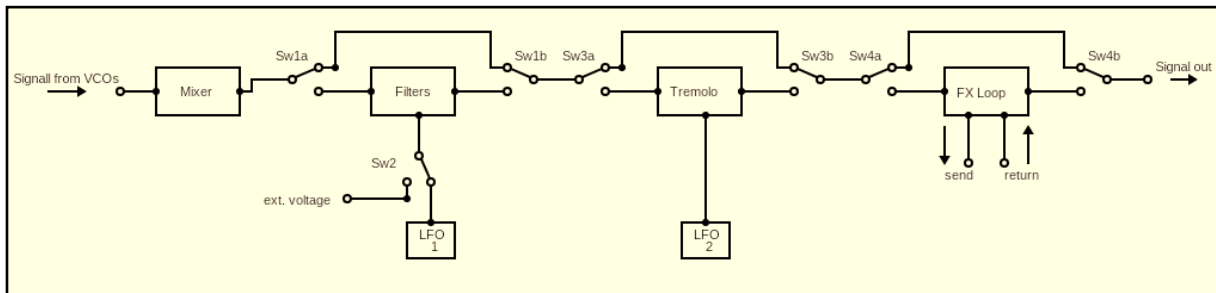 Sw1a
Sw1b
Sw3a
Sw3b
Sw4a
Sw4b
Signall from VCOs
Signal out
Mixer
Filters
Tremolo
FX Loop
Sw2
send
return
ext. voltage
LFO
1
LFO
2